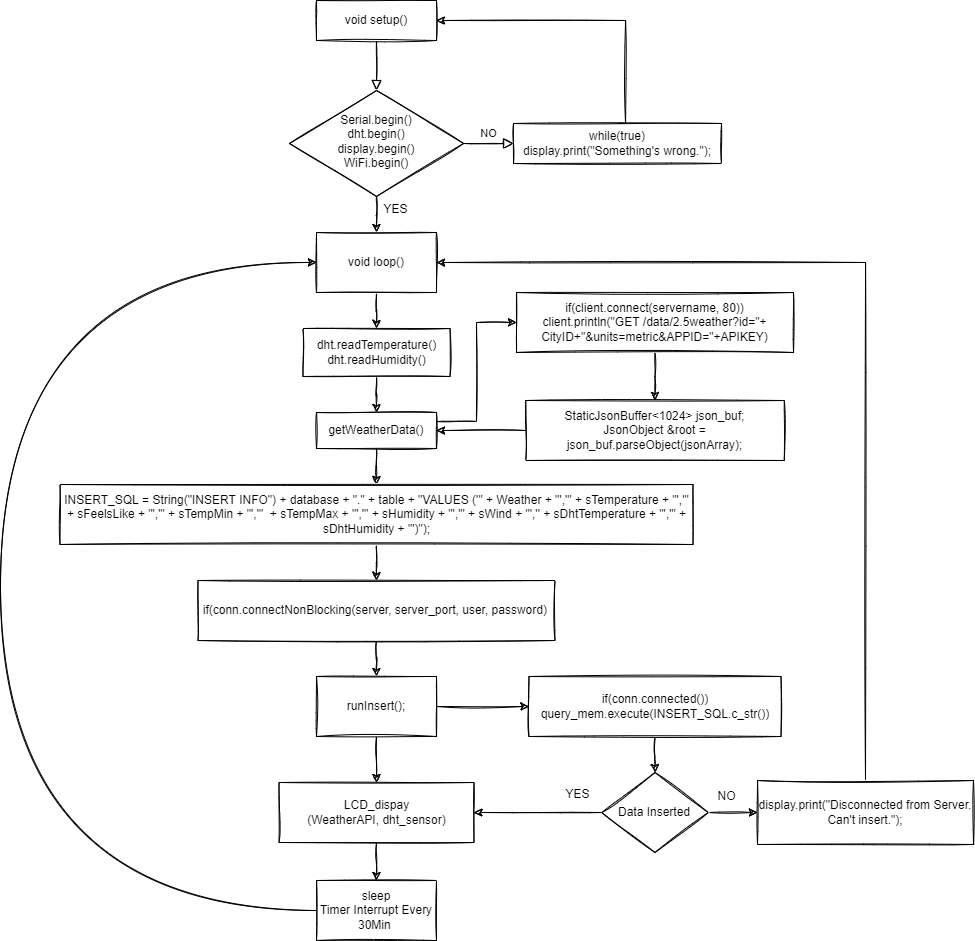 void setup()
Serial.begin()
dht.begin()
display.begin()
WiFi.begin()
NO
while(true)
display.print("Something's wrong.");
YES
void loop()
dht.readTemperature()
dht.readHumidity()
if(client.connect(servername, 80))
client.println("GET /data/2.5weather?id="+
CityID+"&units=metric&APPID="+APIKEY)
getWeatherData()
StaticJsonBuffer<1024> json_buf;
JsonObject &root =
json_buf.parseObject(jsonArray);
INSERT_SQL = String("INSERT INFO") + database + "." + table + "VALUES ('" + Weather + "','" + sTemperature + "','"
+ sFeelsLike + "','" + sTempMin + "','" + sTempMax + "','" + sHumidity + "','" + sWind + "','" + sDhtTemperature + "','" +
sDhtHumidity + "')");
if(conn.connectNonBlocking(server, server_port, user, password)
runInsert();
if(conn.connected())
query_mem.execute(INSERT_SQL.c_str())
LCD_dispay
(WeatherAPI, dht_sensor)
YES
Data Inserted
NO
display.print("Disconnected from Server.
Can't insert.");
sleep
Timer Interrupt Every
30Min